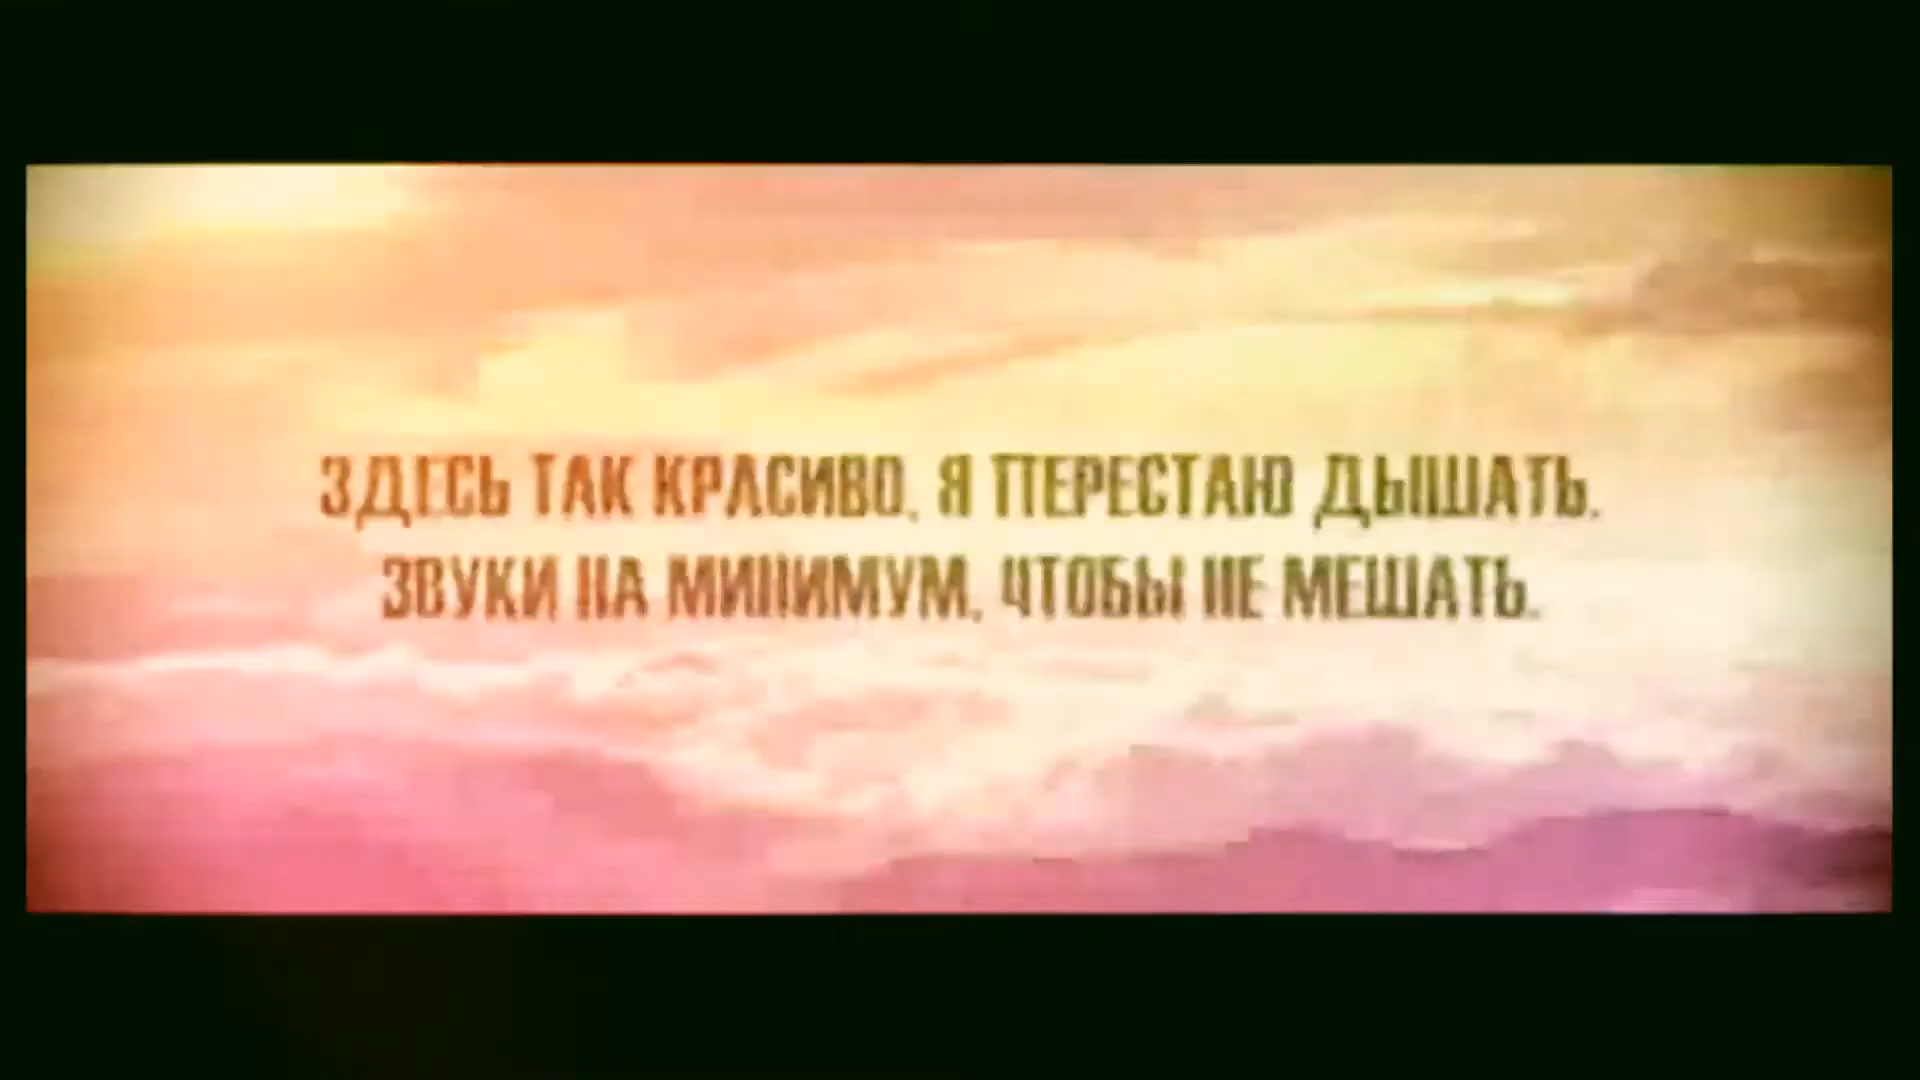 ЗДЕСЬ ТАК КРАСИВО, Я ПЕРЕСТАЮ ДЫШАТЬ.
ЗВУКИ НА МИНИМУМ, ЧТОБЫ НЕ МЕШАТЬ.